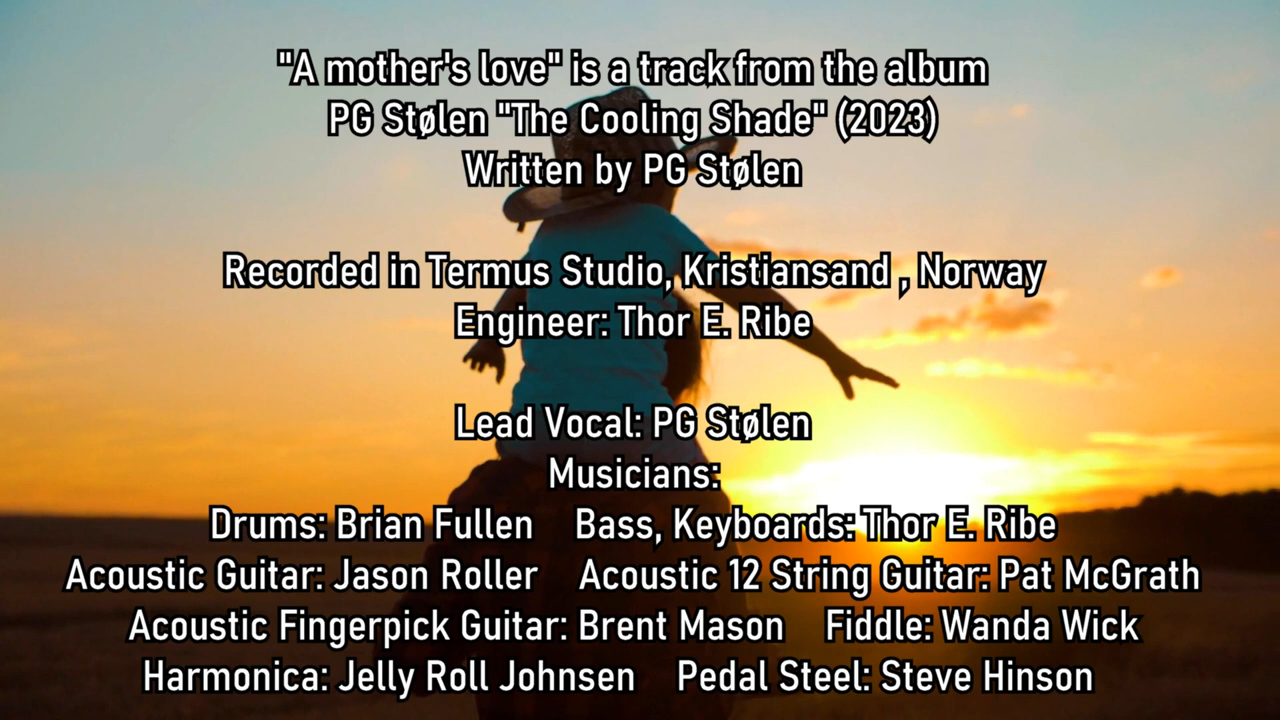 "A mother's love" is a track from the album
PG Stølen "The Cooling Shade" (2023)
Written by PG Stølen
Recorded in Termus Studio, Kristiansand , Norway
Engineer: Thor E. Ribe
Lead Vocal: PG Stølen
Musicians:
Drums: Brian Fullen Bass, Keyboards: Thor E. Ribe
Acoustic Guitar: Jason Roller Acoustic 12 String Guitar: Pat McGrath
Acoustic Fingerpick Guitar: Brent Mason Fiddle: Wanda Wick
Harmonica: Jelly Roll Johnsen Pedal Steel: Steve Hinson